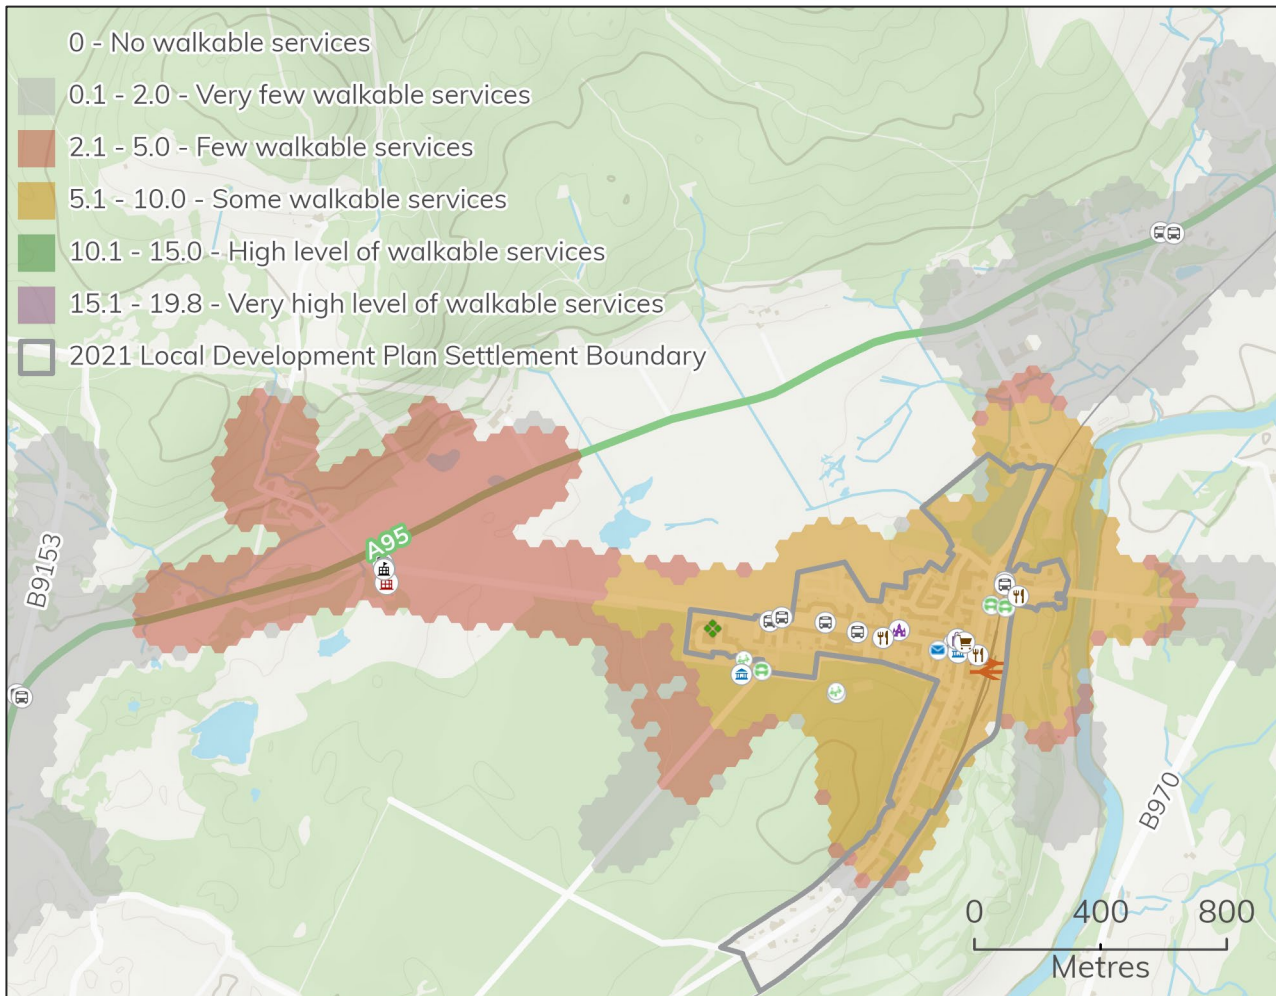 0 - No walkable services
0.1 - 2.0 - Very few walkable services
2.1 - 5.0 - Few walkable services
5.1 - 10.0 - Some walkable services
10.1 - 15.0 - High level of walkable services
15.1 - 19.8 - Very high level of walkable services
2021 Local Development Plan Settlement Boundary
A95
B9153
B970
0 400 800
Metres